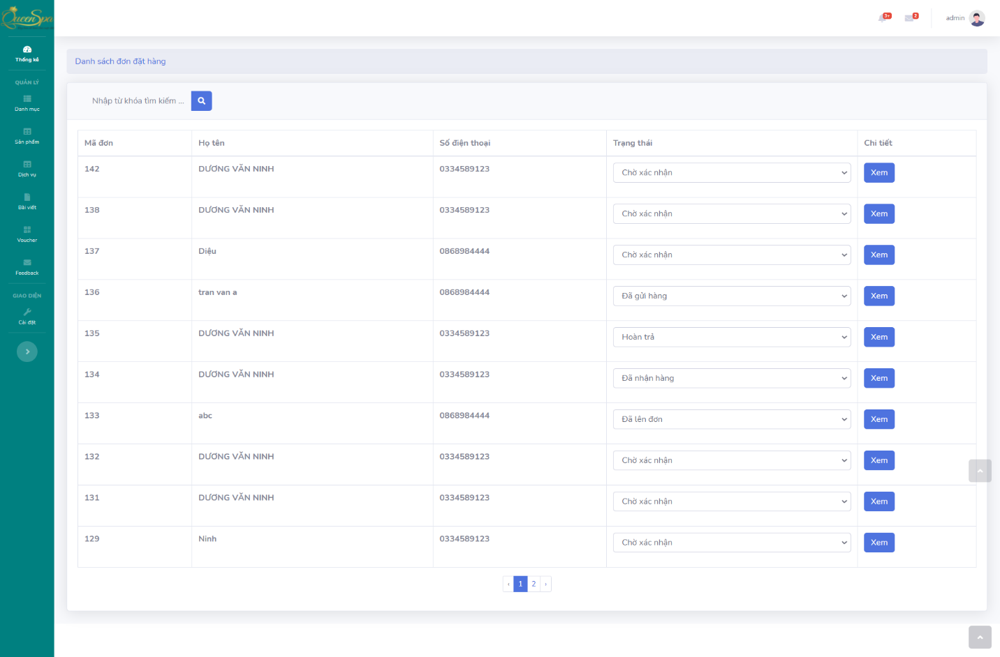 QueenSpa
3+
2
admin
Thống kê
QUẢN LÝ
Danh mục
Sản phẩm
Dịch vụ
Bài viết
Voucher
Feedback
GIAO DIỆN
Cài đặt
Danh sách đơn đặt hàng
Nhập từ khóa tìm kiếm ...
Mã đơn Họ tên Số điện thoại Trạng thái Chi tiết
142 DƯƠNG VĂN NINH 0334589123 Chờ xác nhận Xem
138 DƯƠNG VĂN NINH 0334589123 Chờ xác nhận Xem
137 Diệu 0868984444 Chờ xác nhận Xem
136 tran van a 0868984444 Đã gửi hàng Xem
135 DƯƠNG VĂN NINH 0334589123 Hoàn trả Xem
134 DƯƠNG VĂN NINH 0334589123 Đã nhận hàng Xem
133 abc 0868984444 Đã lên đơn Xem
132 DƯƠNG VĂN NINH 0334589123 Chờ xác nhận Xem
131 DƯƠNG VĂN NINH 0334589123 Chờ xác nhận Xem
129 Ninh 0334589123 Chờ xác nhận Xem
‹ 1 2 ›